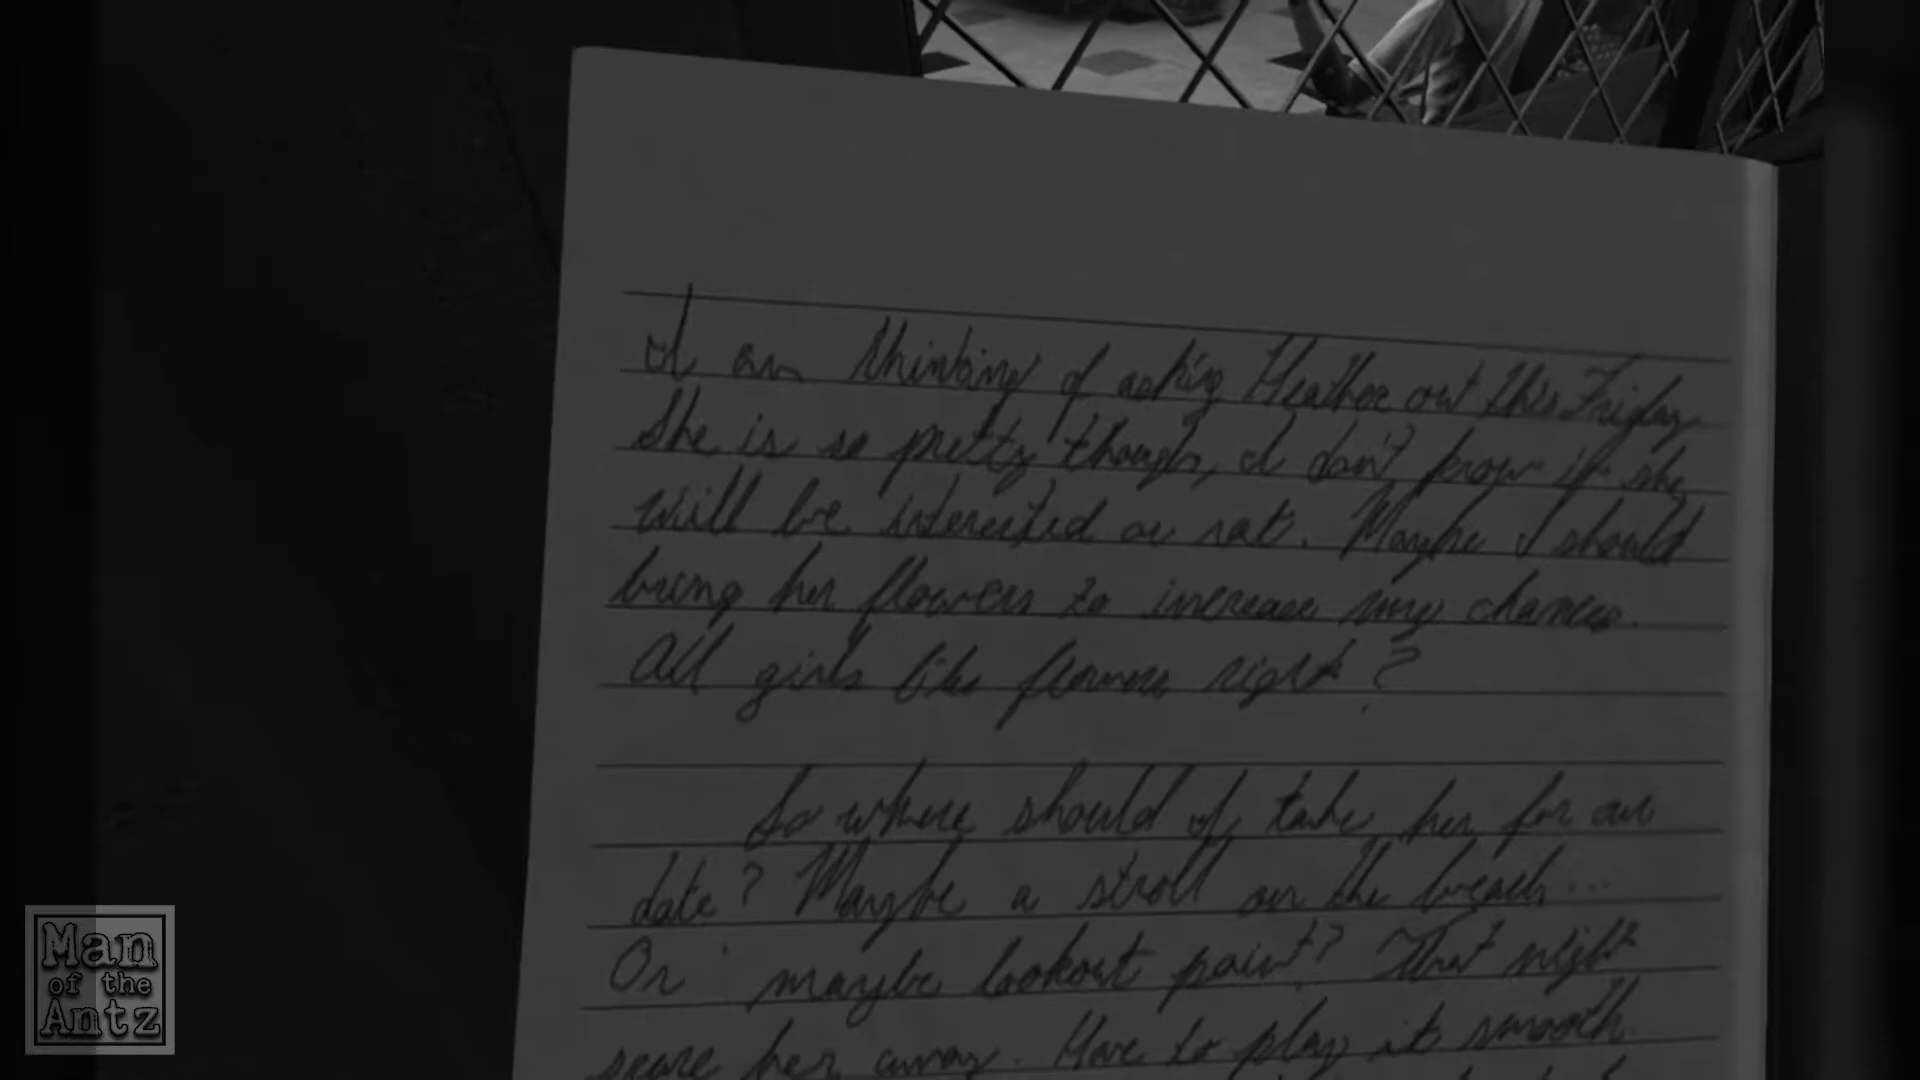 I am thinking of asking Heather out this Friday
She is so pretty though, I don't know if she
will be interested or not. Maybe I should
bring her flowers to increase my chances.
All girls like flowers right?
So where should I take her for our
date? Maybe a stroll on the beach...
Or maybe lookout point? That might
scare her away. Have to play it smooth.
Man
of the
Antz